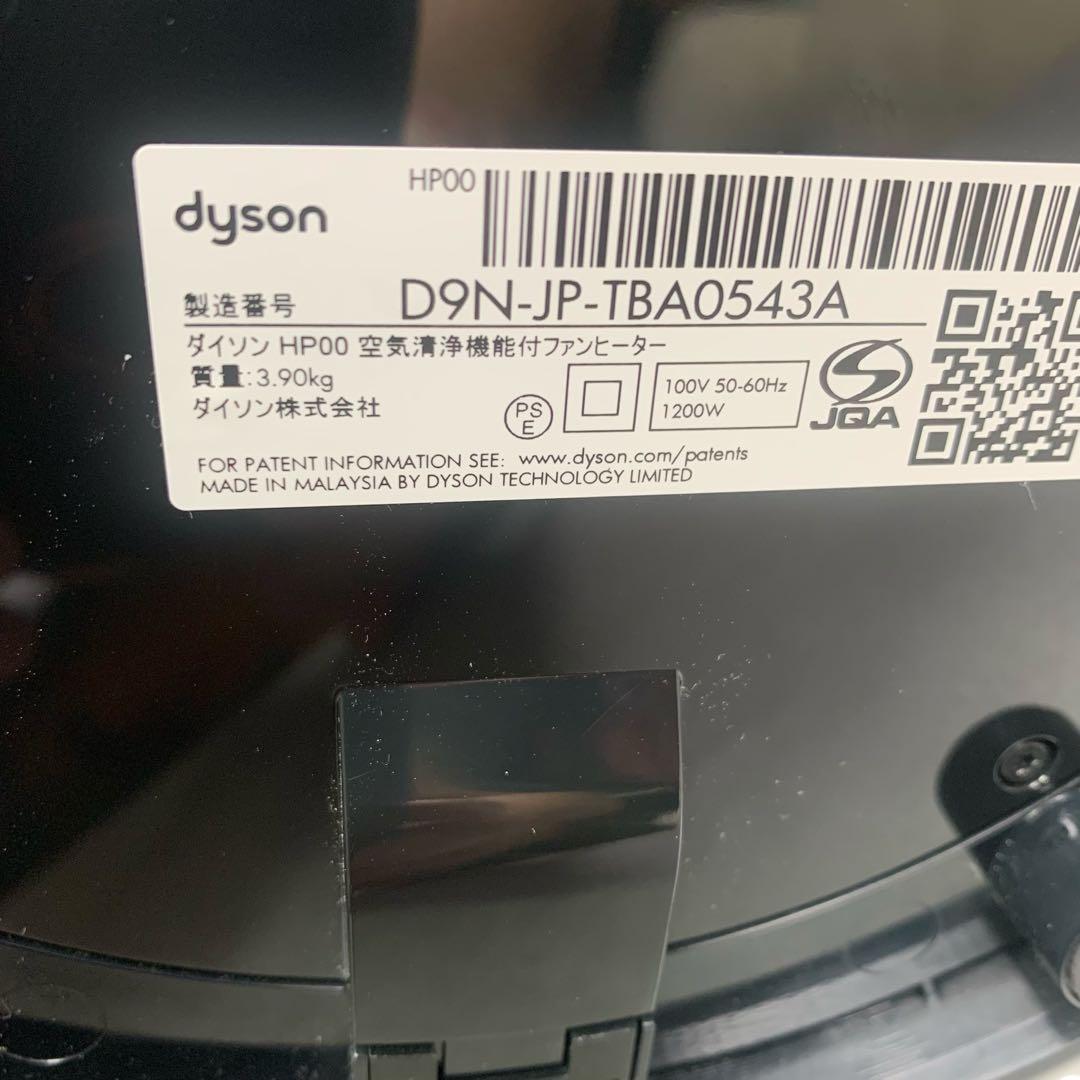 HP00
dyson
製造番号 D9N-JP-TBA0543A
ダイソン HP00 空気清浄機能付ファンヒーター
質量:3.90kg
ダイソン株式会社
PS
E
100V 50-60Hz
1200W
JQA
FOR PATENT INFORMATION SEE: www.dyson.com/patents
MADE IN MALAYSIA BY DYSON TECHNOLOGY LIMITED